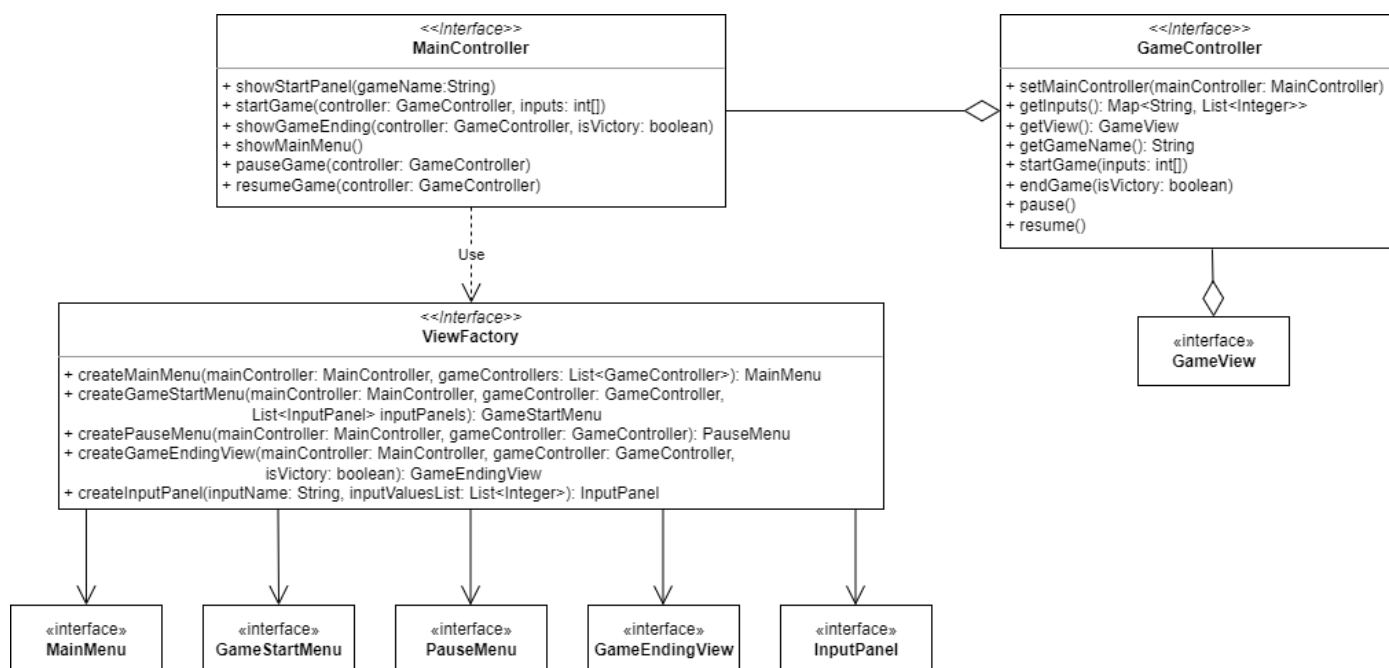 <<Interface>>
MainController
+ showStartPanel(gameName:String)
+ startGame(controller: GameController, inputs: int[])
+ showGameEnding(controller: GameController, isVictory: boolean)
+ showMainMenu()
+ pauseGame(controller: GameController)
+ resumeGame(controller: GameController)
<<Interface>>
GameController
+ setMainController(mainController: MainController)
+ getInputs(): Map<String, List<Integer>>
+ getView(): GameView
+ getGameName(): String
+ startGame(inputs: int[])
+ endGame(isVictory: boolean)
+ pause()
+ resume()
Use
<<Interface>>
ViewFactory
+ createMainMenu(mainController: MainController, gameControllers: List<GameController>): MainMenu
+ createGameStartMenu(mainController: MainController, gameController: GameController,
List<InputPanel> inputPanels): GameStartMenu
+ createPauseMenu(mainController: MainController, gameController: GameController): PauseMenu
+ createGameEndingView(mainController: MainController, gameController: GameController,
isVictory: boolean): GameEndingView
+ createInputPanel(inputName: String, inputValuesList: List<Integer>): InputPanel
«interface»
GameView
«interface»
MainMenu
«interface»
GameStartMenu
«interface»
PauseMenu
«interface»
GameEndingView
«interface»
InputPanel